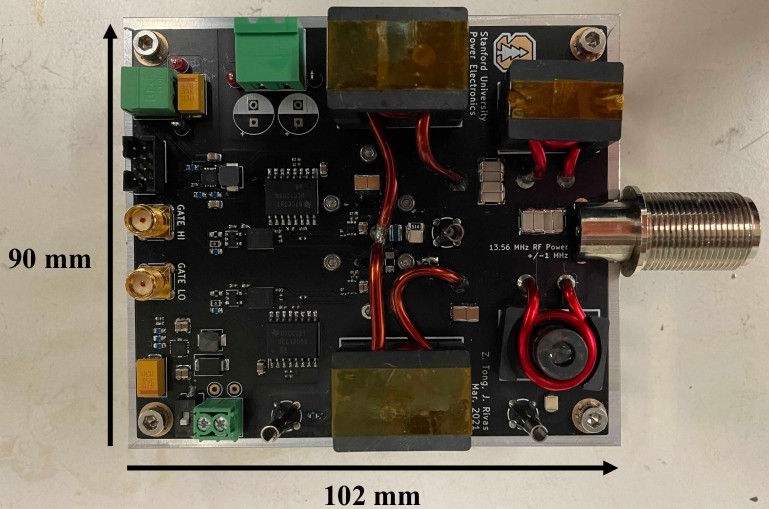 Stanford University
Power Electronics
90 mm
GATE HI
GATE LO
13.56 MHz RF Power
+/-1 MHz
Z. Tong, J. Rivas
Mar. 2021
102 mm